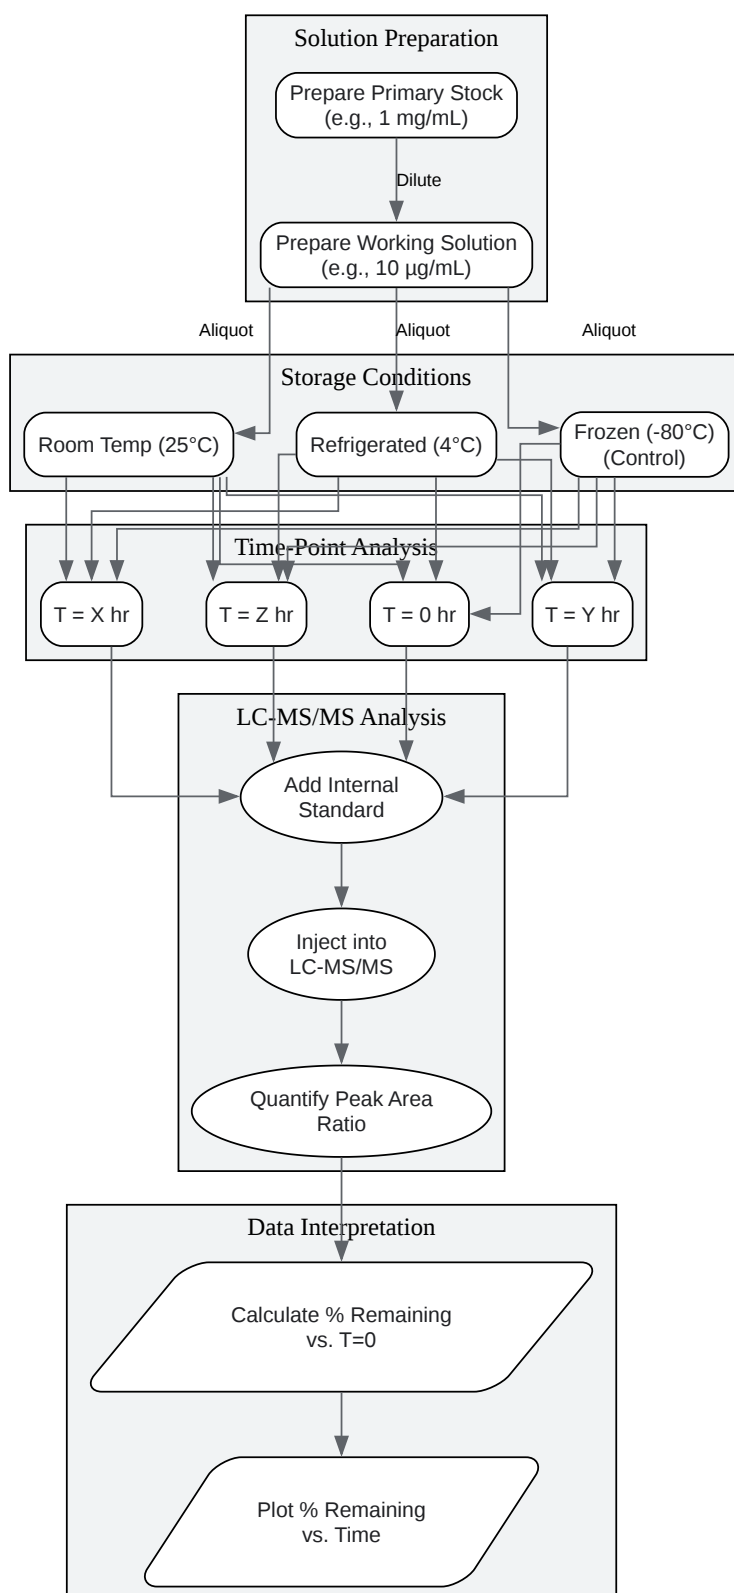 Solution Preparation
Prepare Primary Stock
(e.g., 1 mg/mL)
Dilute
Prepare Working Solution
(e.g., 10 µg/mL)
Aliquot
Aliquot
Aliquot
Storage Conditions
Room Temp (25°C)
Refrigerated (4°C)
Frozen (-80°C)
(Control)
Time-Point Analysis
T = X hr
T = Z hr
T = 0 hr
T = Y hr
LC-MS/MS Analysis
Add Internal
Standard
Inject into
LC-MS/MS
Quantify Peak Area
Ratio
Data Interpretation
Calculate % Remaining
vs. T=0
Plot % Remaining
vs. Time